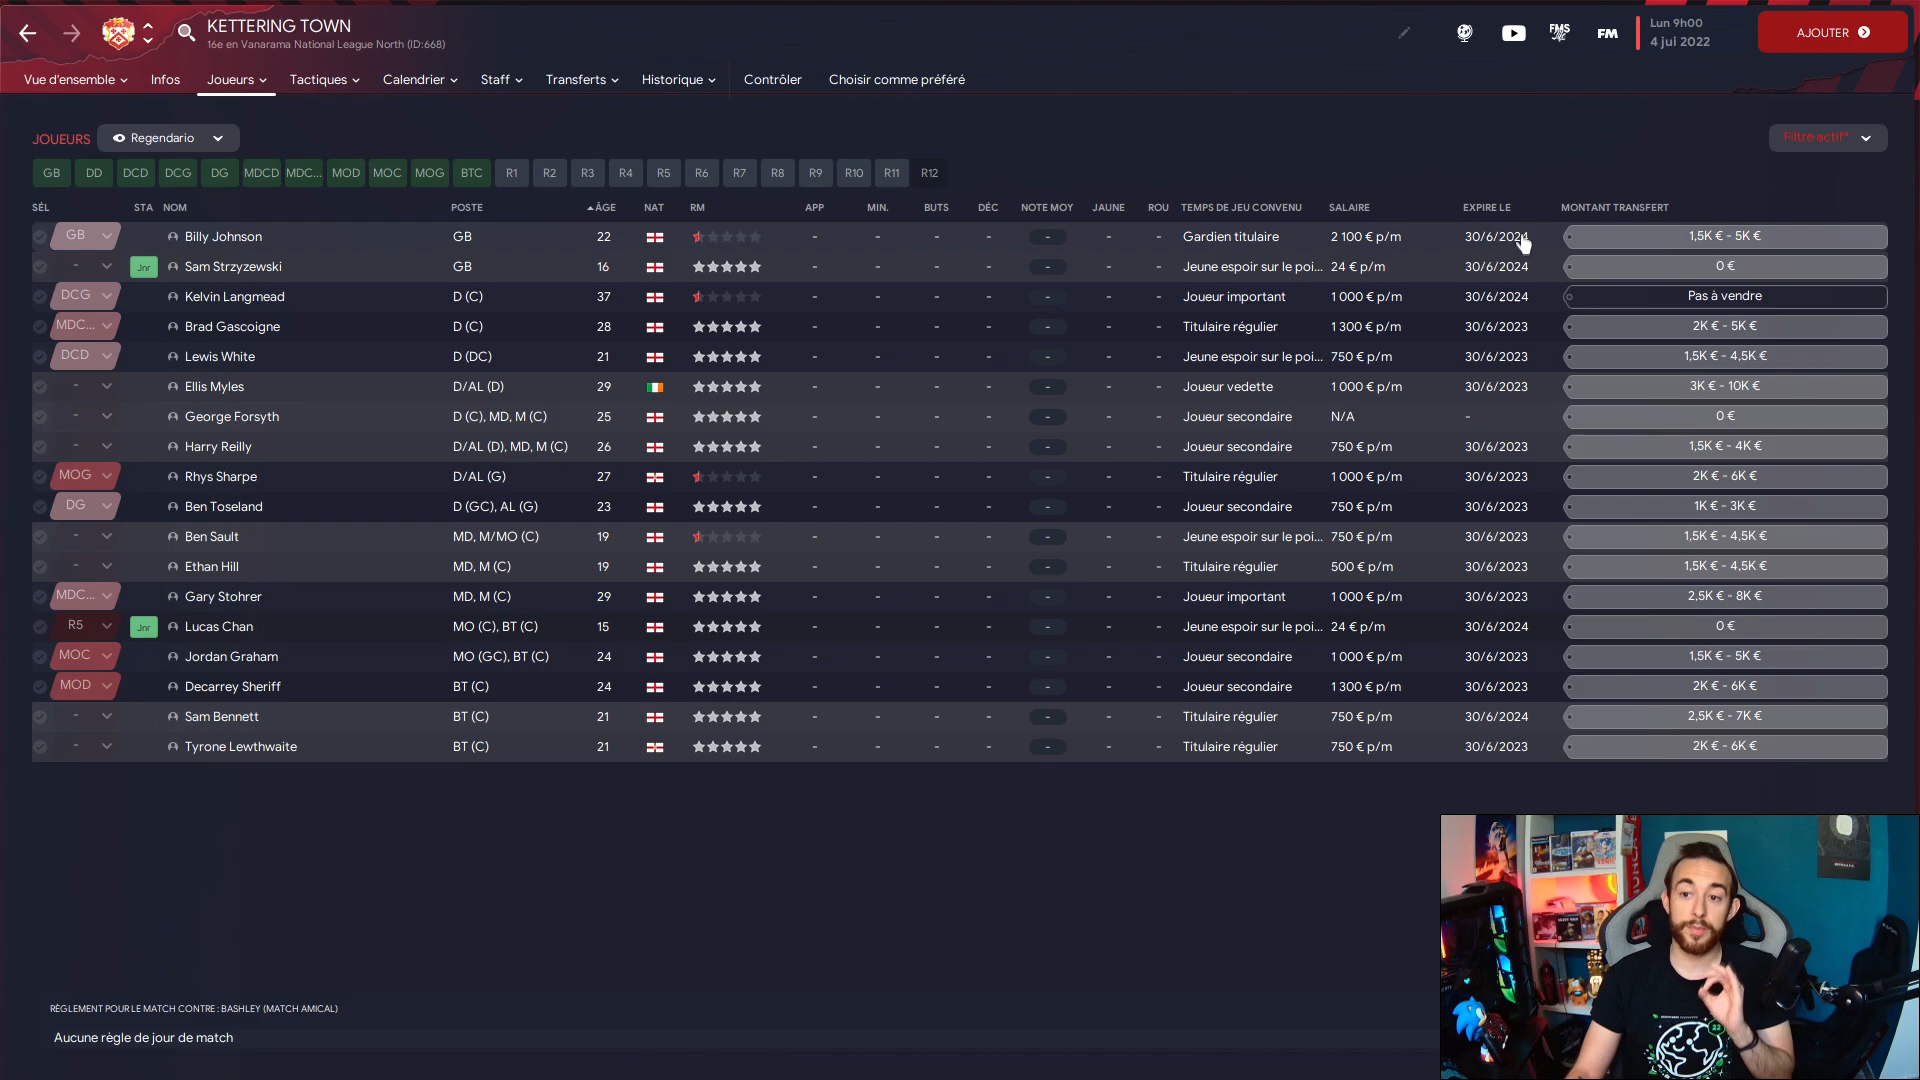 KETTERING TOWN
16e en Vanarama National League North (ID:668)
FMS
FM
Lun 9h00
4 jui 2022
AJOUTER
Vue d'ensemble Infos Joueurs Tactiques Calendrier Staff Transferts Historique Contrôler Choisir comme préféré
JOUEURS Regendario Filtre actif*
GB DD DCD DCG DG MDCD MDC... MOD MOC MOG BTC R1 R2 R3 R4 R5 R6 R7 R8 R9 R10 R11 R12
SÉL STA NOM POSTE ÂGE NAT RM APP MIN. BUTS DÉC NOTE MOY JAUNE ROU TEMPS DE JEU CONVENU SALAIRE EXPIRE LE MONTANT TRANSFERT
GB Billy Johnson GB 22 - - - - - - - Gardien titulaire 2 100 € p/m 30/6/2024 1,5K € - 5K €
- Jnr Sam Strzyzewski GB 16 - - - - - - - Jeune espoir sur le poi... 24 € p/m 30/6/2024 0 €
DCG Kelvin Langmead D (C) 37 - - - - - - - Joueur important 1 000 € p/m 30/6/2024 Pas à vendre
MDC... Brad Gascoigne D (C) 28 - - - - - - - Titulaire régulier 1 300 € p/m 30/6/2023 2K € - 5K €
DCD Lewis White D (DC) 21 - - - - - - - Jeune espoir sur le poi... 750 € p/m 30/6/2023 1,5K € - 4,5K €
- Ellis Myles D/AL (D) 29 - - - - - - - Joueur vedette 1 000 € p/m 30/6/2023 3K € - 10K €
- George Forsyth D (C), MD, M (C) 25 - - - - - - - Joueur secondaire N/A - 0 €
- Harry Reilly D/AL (D), MD, M (C) 26 - - - - - - - Joueur secondaire 750 € p/m 30/6/2023 1,5K € - 4K €
MOG Rhys Sharpe D/AL (G) 27 - - - - - - - Titulaire régulier 1 000 € p/m 30/6/2023 2K € - 6K €
DG Ben Toseland D (GC), AL (G) 23 - - - - - - - Joueur secondaire 750 € p/m 30/6/2023 1K € - 3K €
- Ben Sault MD, M/MO (C) 19 - - - - - - - Jeune espoir sur le poi... 750 € p/m 30/6/2023 1,5K € - 4,5K €
- Ethan Hill MD, M (C) 19 - - - - - - - Titulaire régulier 500 € p/m 30/6/2023 1,5K € - 4,5K €
MDC... Gary Stohrer MD, M (C) 29 - - - - - - - Joueur important 1 000 € p/m 30/6/2023 2,5K € - 8K €
R5 Jnr Lucas Chan MO (C), BT (C) 15 - - - - - - - Jeune espoir sur le poi... 24 € p/m 30/6/2024 0 €
MOC Jordan Graham MO (GC), BT (C) 24 - - - - - - - Joueur secondaire 1 000 € p/m 30/6/2023 1,5K € - 5K €
MOD Decarrey Sheriff BT (C) 24 - - - - - - - Joueur secondaire 1 300 € p/m 30/6/2023 2K € - 6K €
- Sam Bennett BT (C) 21 - - - - - - - Titulaire régulier 750 € p/m 30/6/2024 2,5K € - 7K €
- Tyrone Lewthwaite BT (C) 21 - - - - - - - Titulaire régulier 750 € p/m 30/6/2023 2K € - 6K €
RÈGLEMENT POUR LE MATCH CONTRE : BASHLEY (MATCH AMICAL)
Aucune règle de jour de match
22